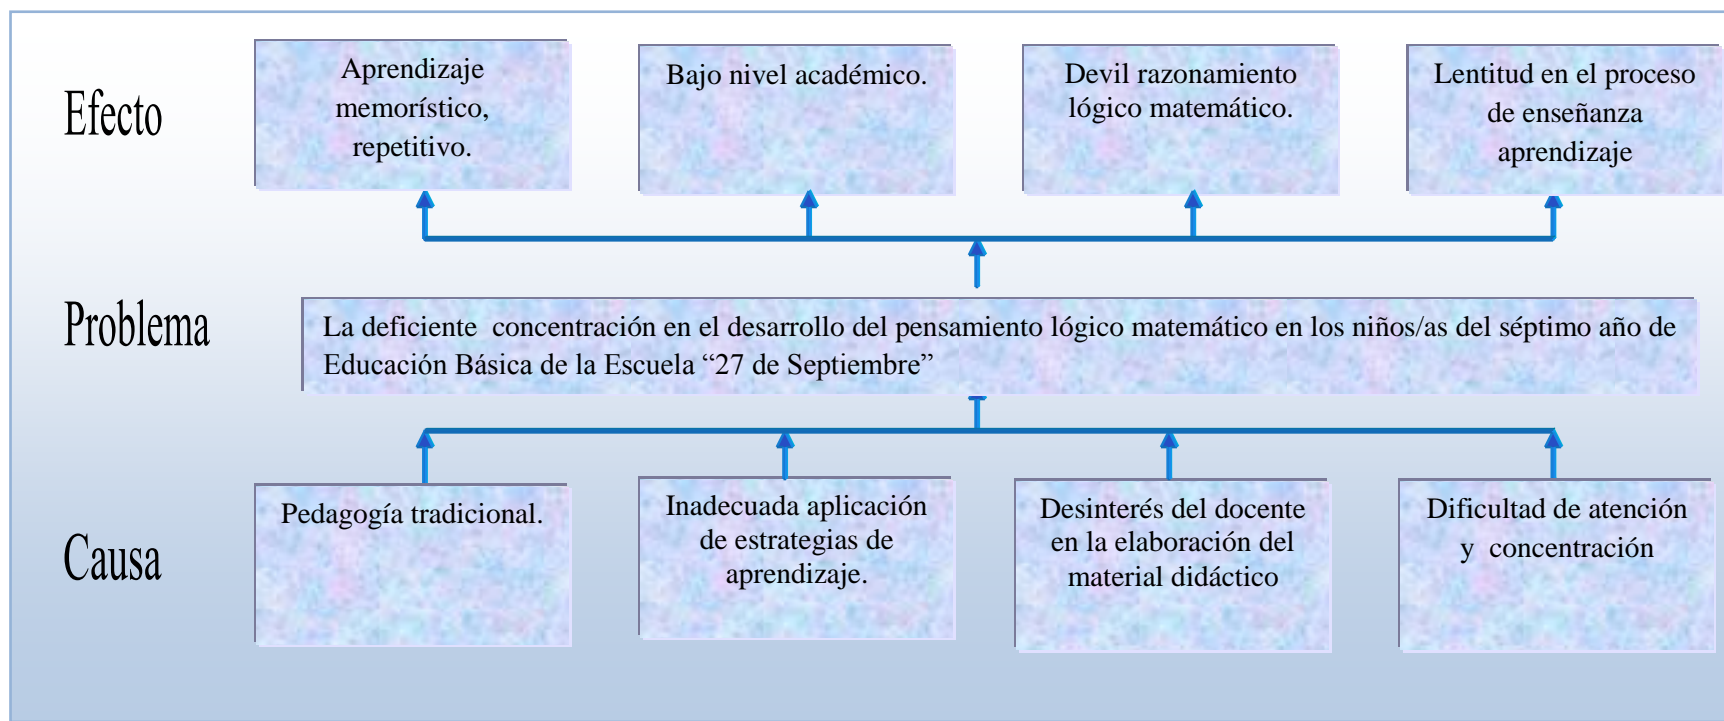 Efecto
Aprendizaje
memorístico,
repetitivo.
Bajo nivel académico.
Devil razonamiento
lógico matemático.
Lentitud en el proceso
de enseñanza
aprendizaje
Problema
La deficiente  concentración en el desarrollo del pensamiento lógico matemático en los niños/as del séptimo año de
Educación Básica de la Escuela “27 de Septiembre”
Causa
Pedagogía tradicional.
Inadecuada aplicación
de estrategias de
aprendizaje.
Desinterés del docente
en la elaboración del
material didáctico
Dificultad de atención
y  concentración